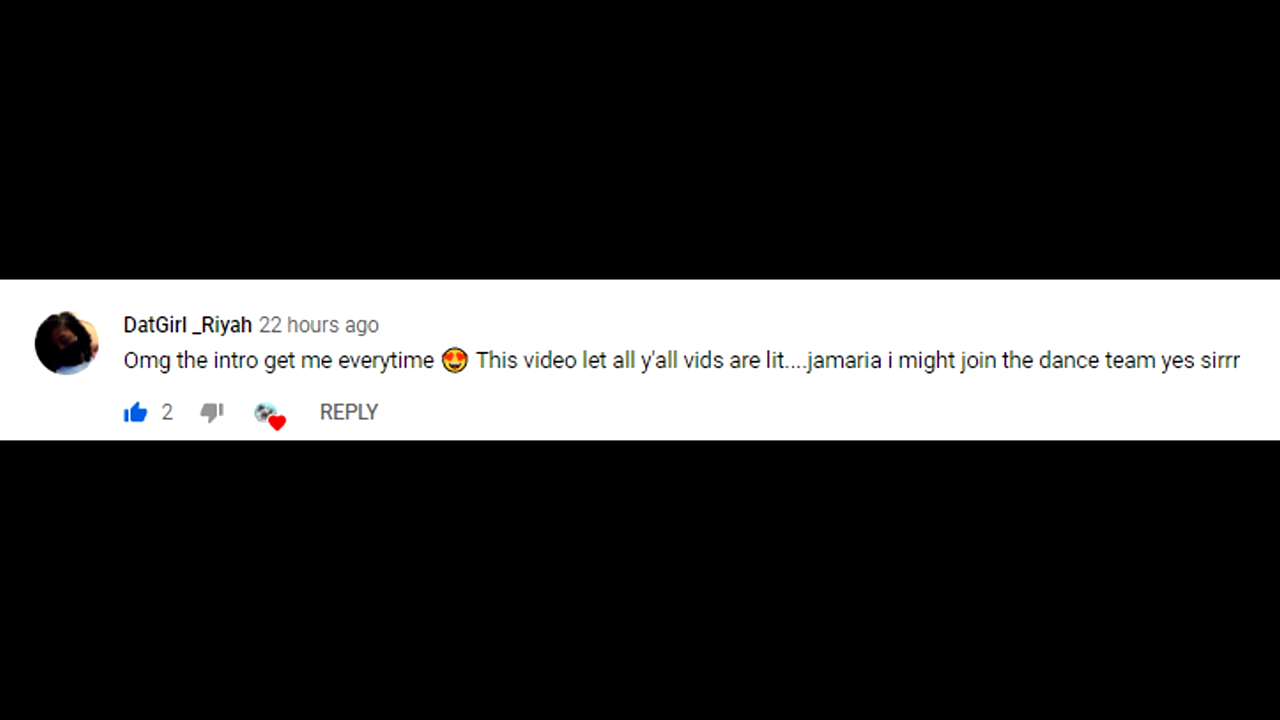 DatGirl _Riyah 22 hours ago
Omg the intro get me everytime 😍 This video let all y'all vids are lit....jamaria i might join the dance team yes sirrr
2 REPLY